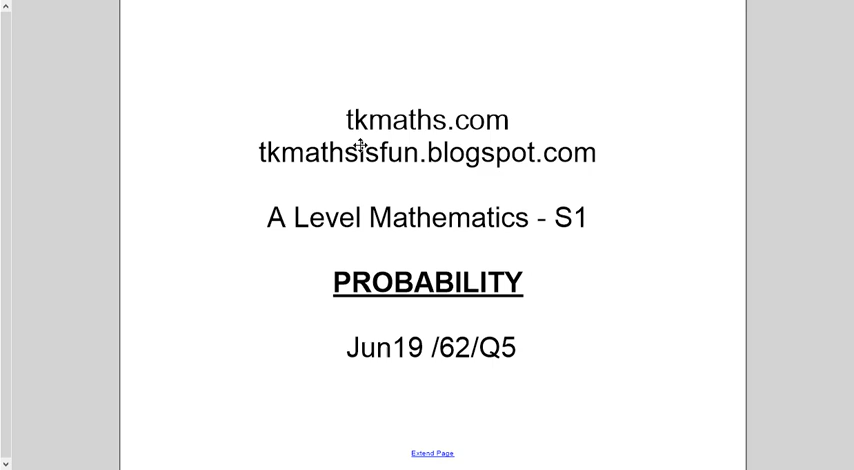 tkmaths.com
tkmathsisfun.blogspot.com
A Level Mathematics - S1
PROBABILITY
Jun19 /62/Q5
Extend Page